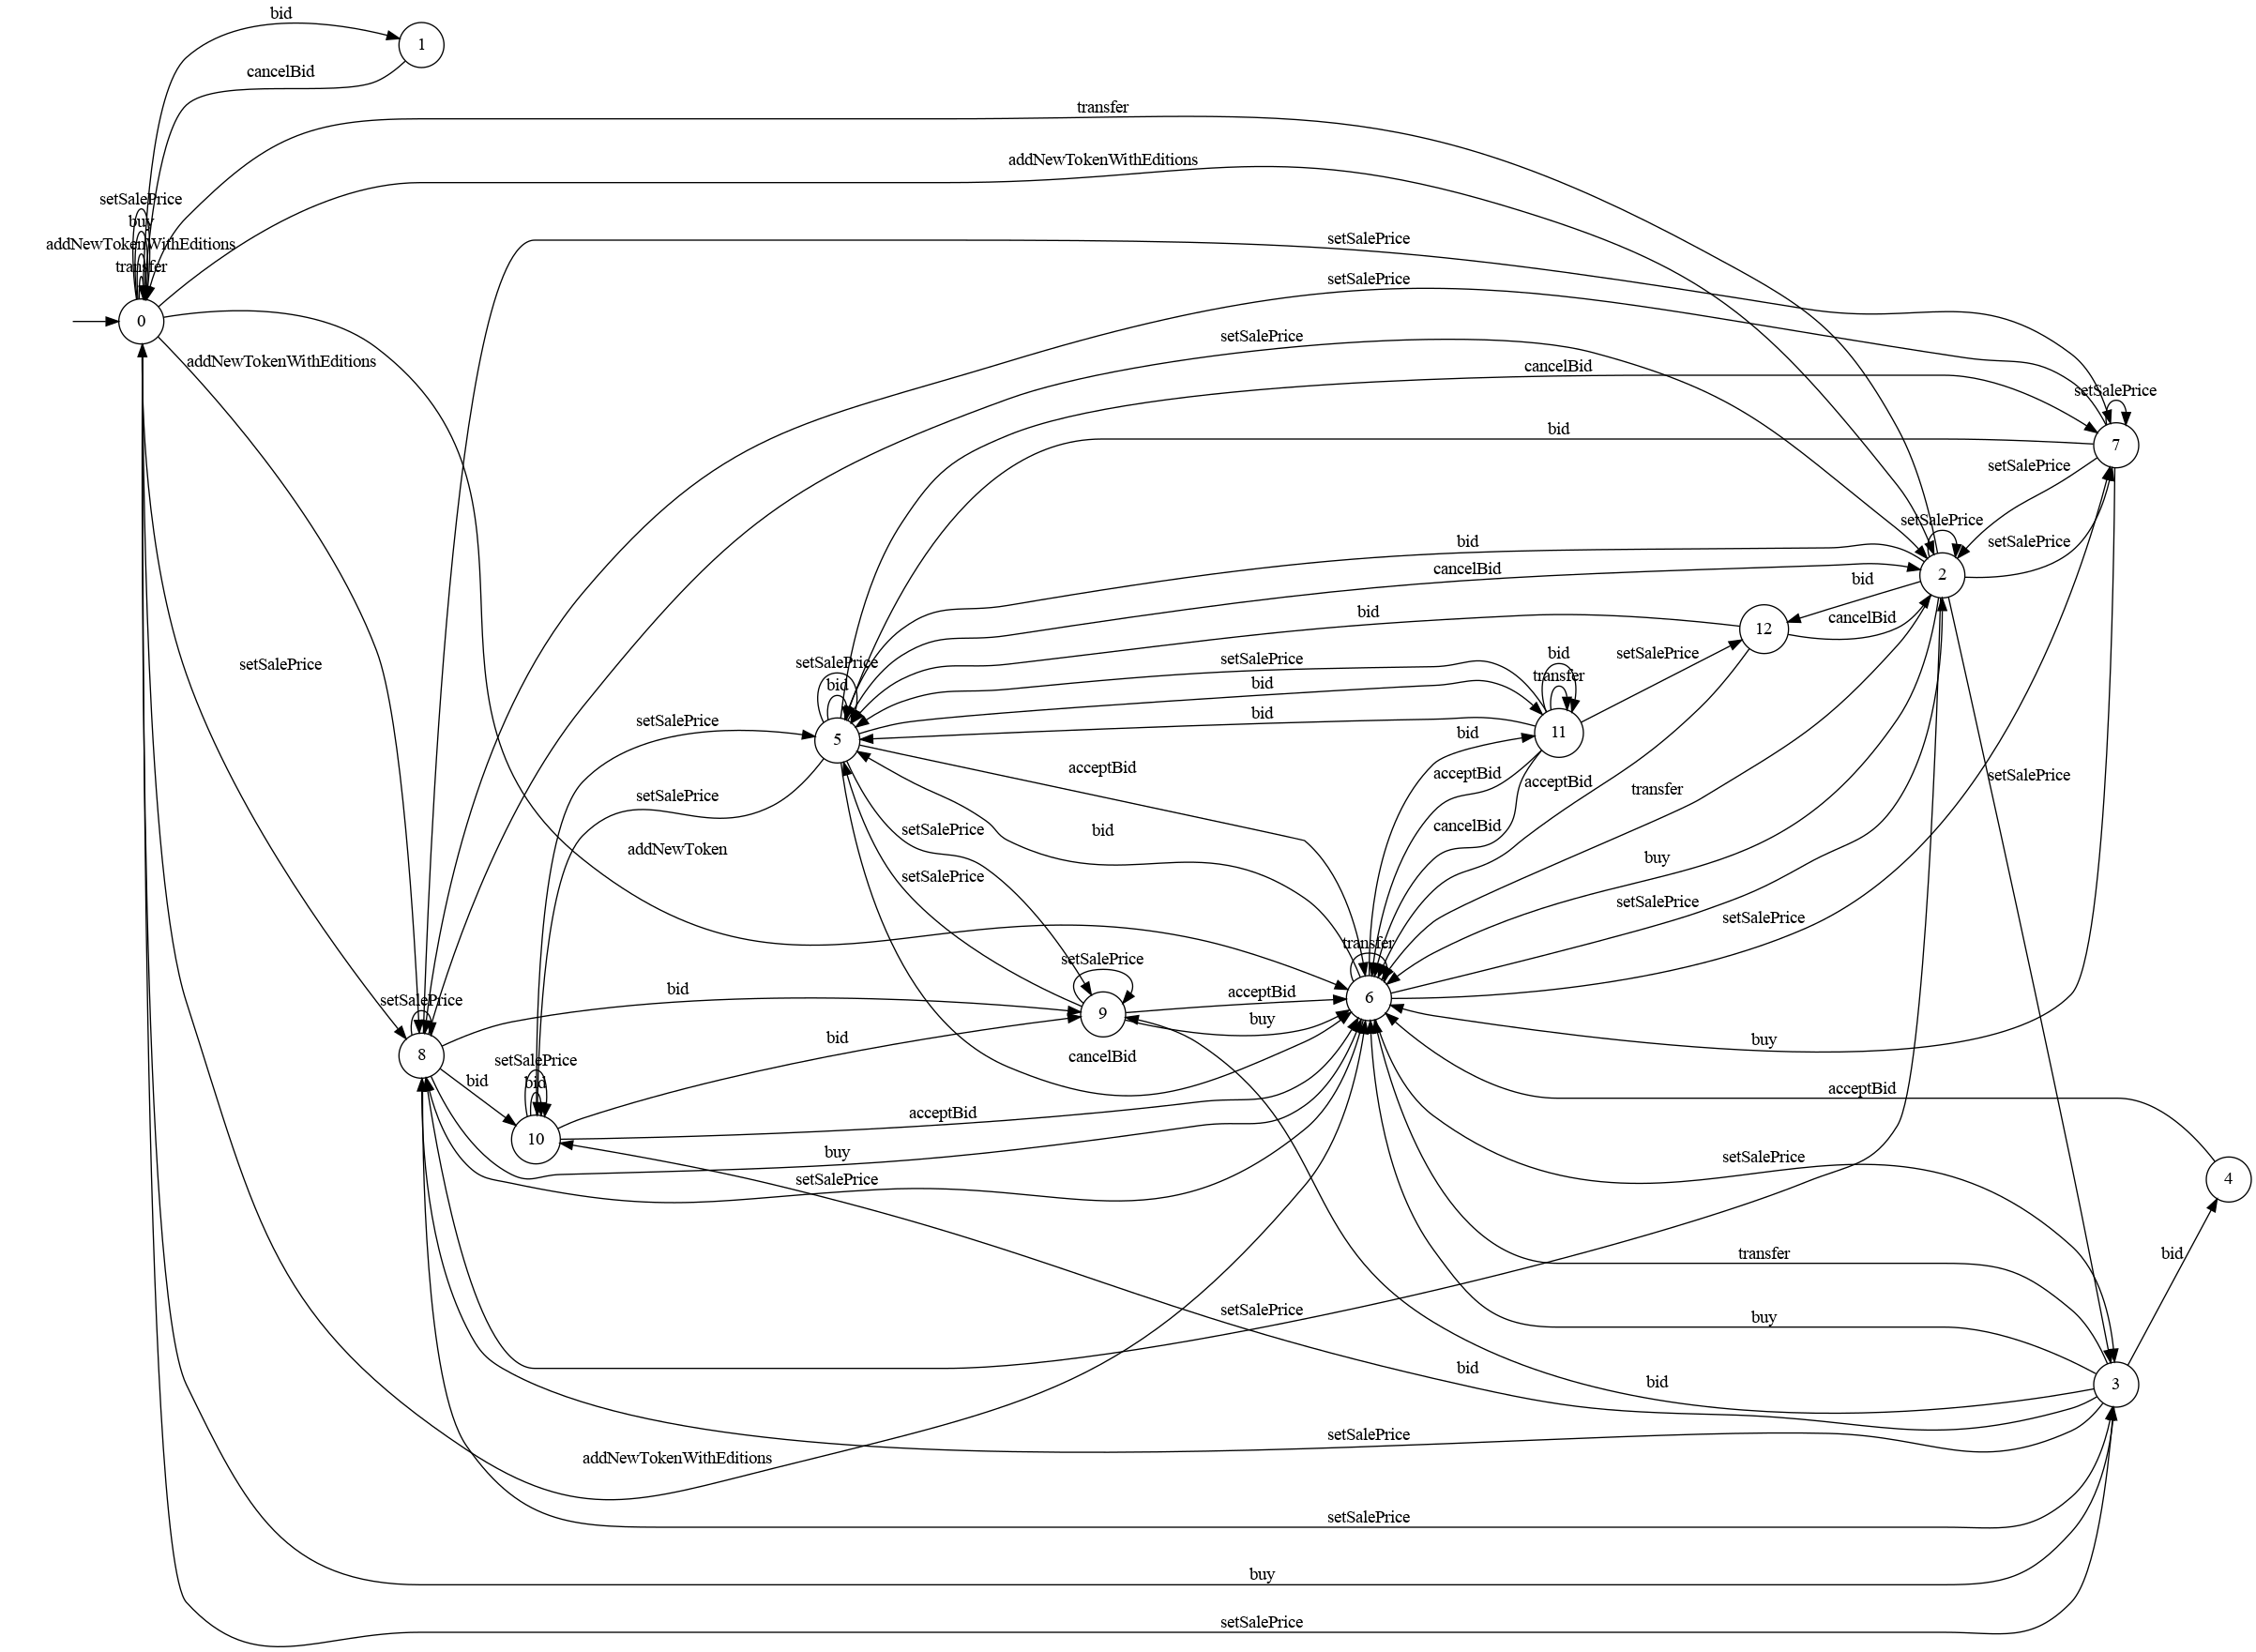 bid
1
cancelBid
transfer
addNewTokenWithEditions
setSalePrice
buy
addNewTokenWithEditions
transfer
0
setSalePrice
setSalePrice
setSalePrice
addNewTokenWithEditions
cancelBid
setSalePrice
7
bid
setSalePrice
setSalePrice
bid
setSalePrice
cancelBid
2
bid
bid
cancelBid
12
setSalePrice
setSalePrice
setSalePrice
bid
setSalePrice
bid
transfer
bid
bid
5
setSalePrice
bid
bid
11
acceptBid
acceptBid
acceptBid
setSalePrice
setSalePrice
transfer
cancelBid
setSalePrice
bid
addNewToken
buy
setSalePrice
setSalePrice
setSalePrice
transfer
setSalePrice
bid
acceptBid
6
setSalePrice
9
buy
bid
8
setSalePrice
bid
bid
cancelBid
buy
acceptBid
acceptBid
10
buy
setSalePrice
setSalePrice
4
transfer
bid
setSalePrice
buy
bid
bid
3
setSalePrice
addNewTokenWithEditions
setSalePrice
buy
setSalePrice